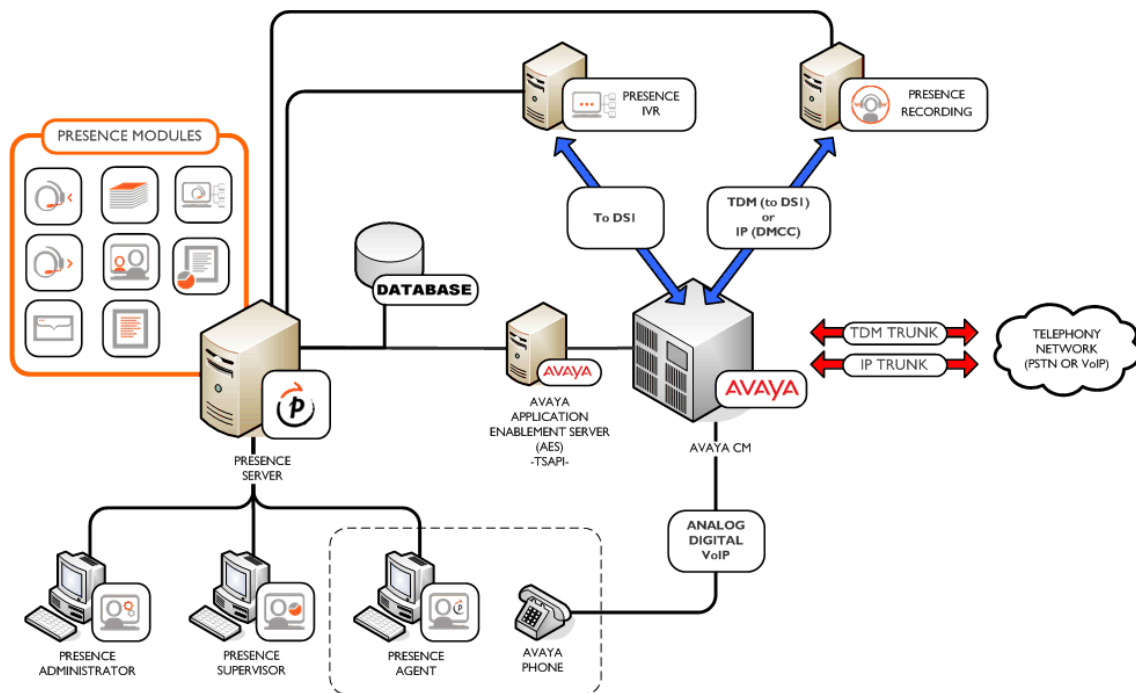 PRESENCE
IVR
PRESENCE
RECORDING
PRESENCE MODULES
To DSI
TDM (to DSI)
or
IP (DMCC)
DATABASE
TDM TRUNK
IP TRUNK
TELEPHONY
NETWORK
(PSTN OR VoIP)
AVAYA
AVAYA
P
AVAYA
APPLICATION
ENABLEMENT SERVER
(AES)
-TSAPI-
AVAYA CM
PRESENCE
SERVER
ANALOG
DIGITAL
VoIP
P
PRESENCE
ADMINISTRATOR
PRESENCE
SUPERVISOR
PRESENCE
AGENT
AVAYA
PHONE